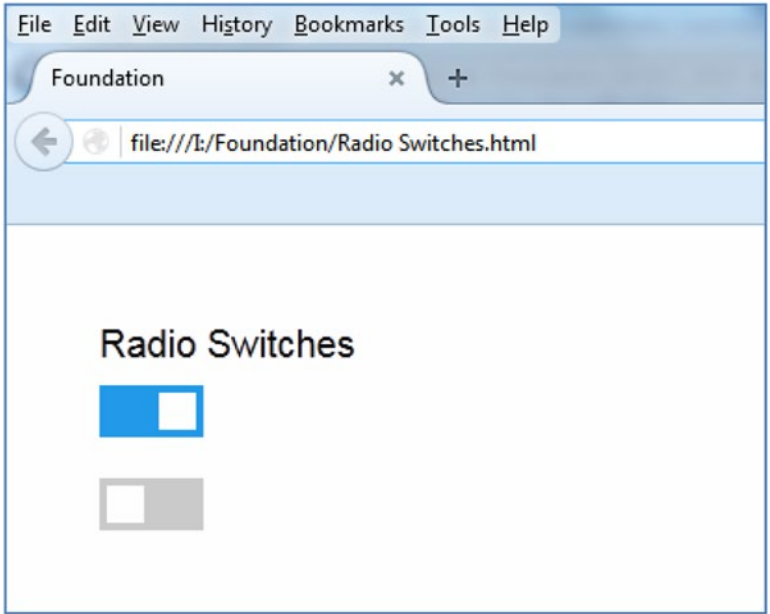 File Edit View History Bookmarks Tools Help
Foundation
file:///I:/Foundation/Radio Switches.html
Radio Switches